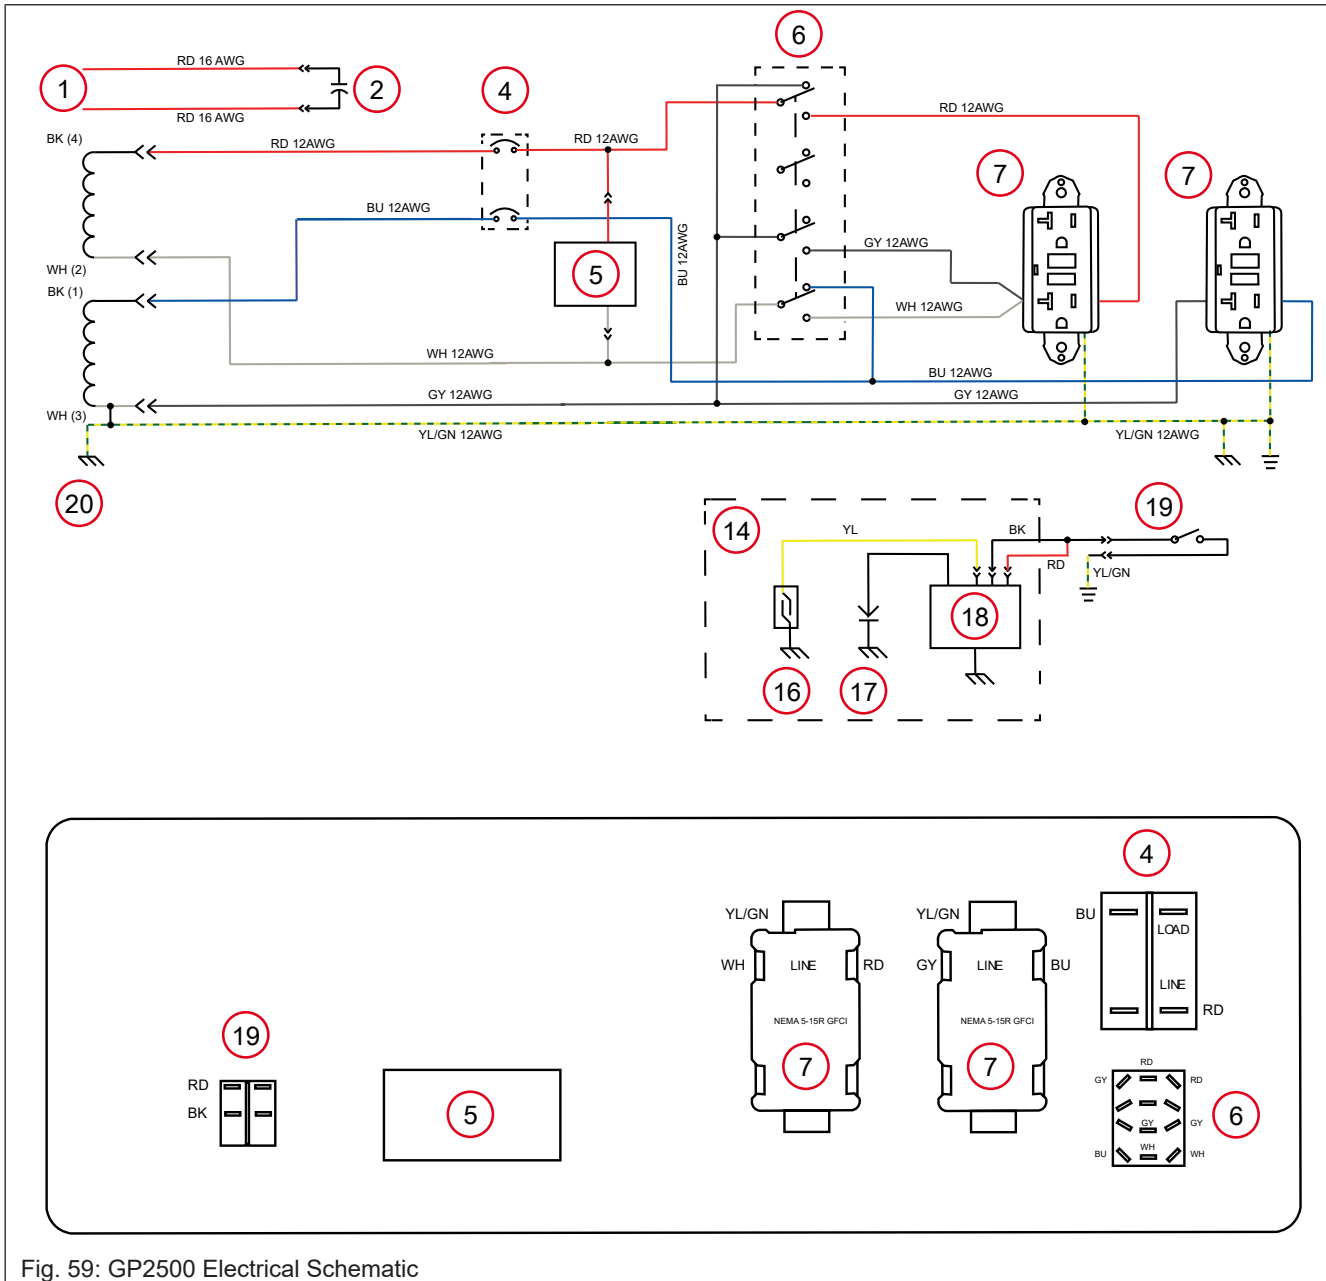 6
RD 16 AWG
1
2
4
RD 12AWG
RD 16 AWG
BK (4)
RD 12AWG
RD 12AWG
7
7
BU 12AWG
BU 12AWG
GY 12AWG
WH (2)
5
BK (1)
WH 12AWG
WH 12AWG
BU 12AWG
GY 12AWG
GY 12AWG
WH (3)
YL/GN 12AWG
YL/GN 12AWG
20
14
19
YL
BK
RD
YL/GN
18
16
17
4
YL/GN
YL/GN
BU
LOAD
WH
LINE
RD
GY
LINE
BU
LINE
RD
NEMA 5-15R GFCI
NEMA 5-15R GFCI
19
7
7
RD
GY
RD
RD
BK
5
GY
GY
6
BU
WH
WH
Fig. 59: GP2500 Electrical Schematic